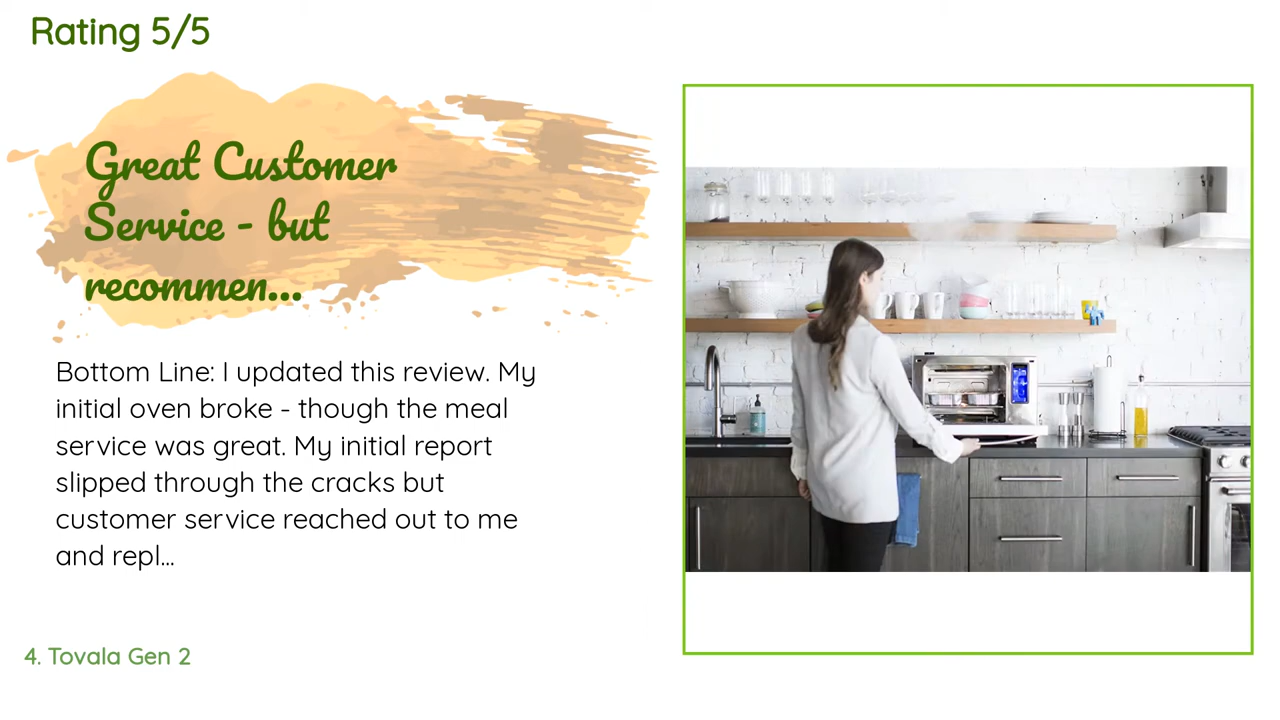 Rating 5/5
Great Customer
Service - but
recommen...
Bottom Line: I updated this review. My
initial oven broke - though the meal
service was great. My initial report
slipped through the cracks but
customer service reached out to me
and repl...
4. Tovala Gen 2